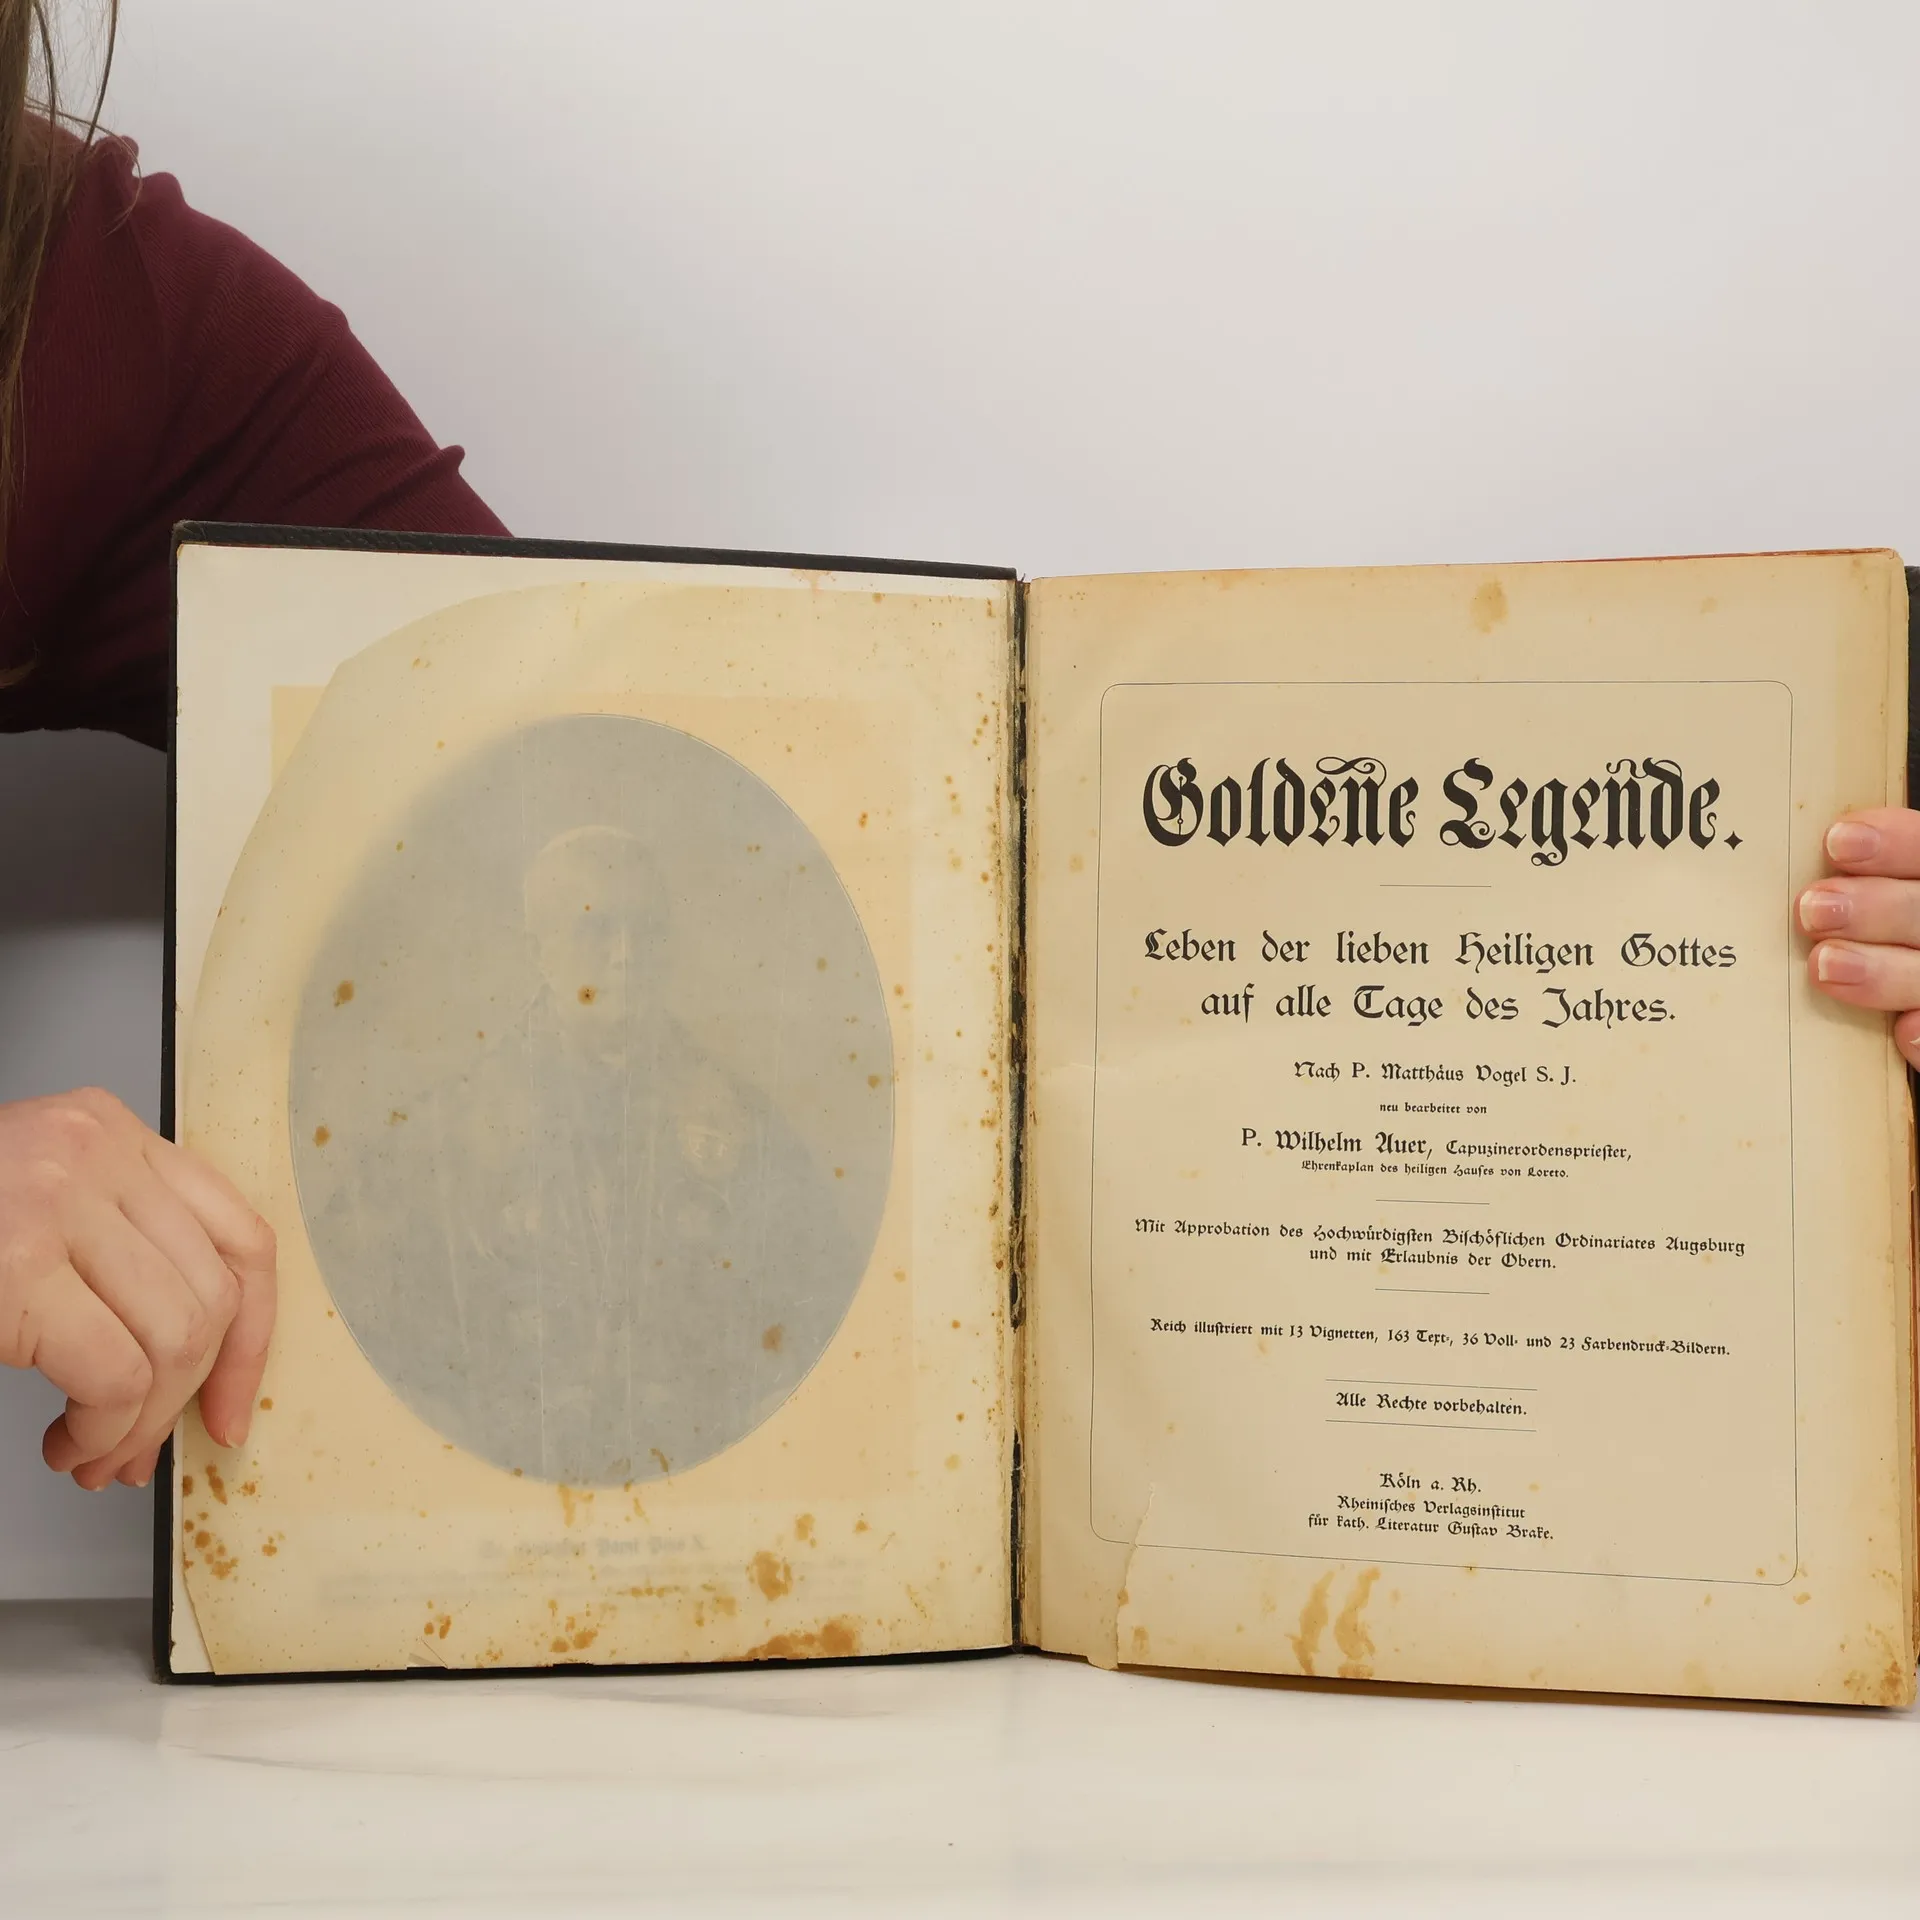 Papst Pius X.
Goldene Legende.
Leben der lieben Heiligen Gottes
auf alle Tage des Jahres.
Nach P. Matthäus Vogel S. J.
neu bearbeitet von
P. Wilhelm Auer, Capuzinerordenspriester,
Ehrenkaplan des heiligen Hauses von Loreto.
Mit Approbation des Hochwürdigsten Bischöflichen Ordinariates Augsburg
und mit Erlaubnis der Obern.
Reich illustriert mit 13 Vignetten, 163 Text-, 36 Voll- und 23 Farbendruck-Bildern.
Alle Rechte vorbehalten.
Köln a. Rh.
Rheinisches Verlagsinstitut
für kath. Literatur Gustav Brake.